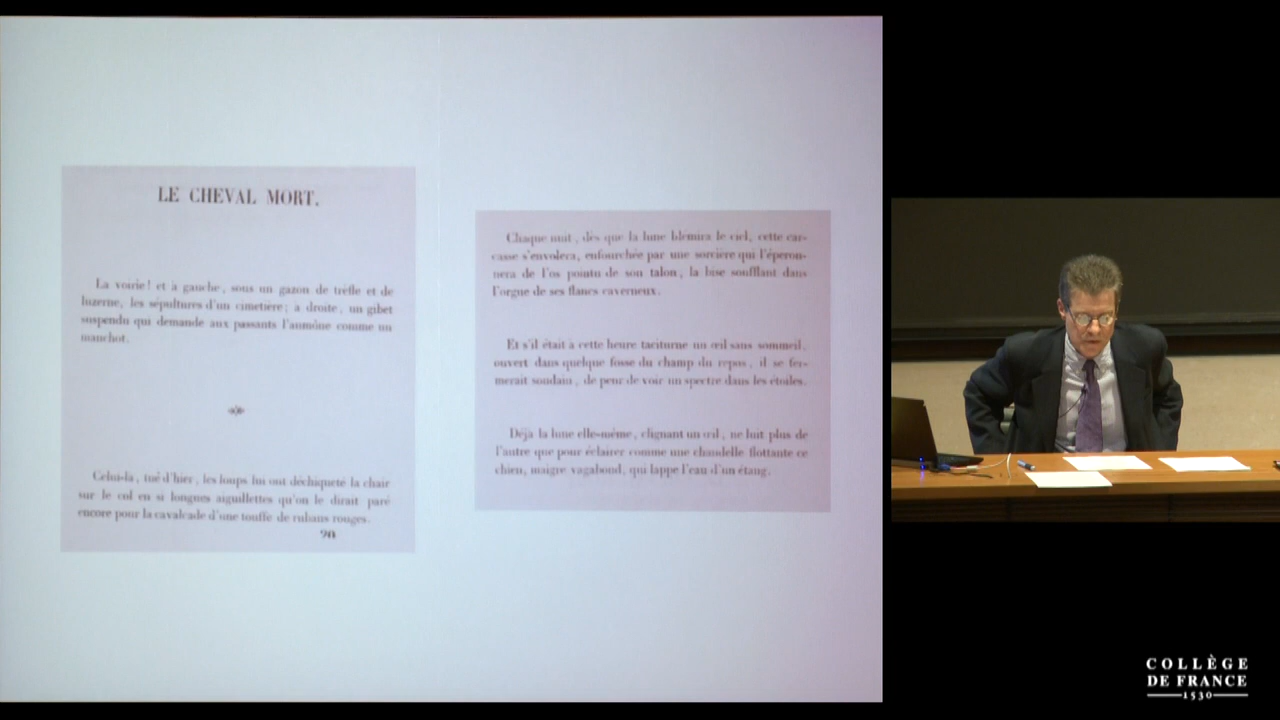 LE CHEVAL MORT.
La voirie! et à gauche, sous un gazon de trèfle et de
luzerne, les sépultures d'un cimetière; à droite, un gibet
suspendu qui demande aux passants l'aumône comme un
manchot.
Celui-là, tué d'hier, les loups lui ont déchiqueté la chair
sur le col en si longues aiguillettes qu'on le dirait paré
encore pour la cavalcade d'une touffe de rubans rouges.
20
Chaque nuit, dès que la lune blémira le ciel, cette car-
casse s'envolera, enfourchée par une sorcière qui l'éperon-
nera de l'os pointu de son talon, la bise soufflant dans
l'orgue de ses flancs caverneux.
Et s'il était à cette heure taciturne un œil sans sommeil,
ouvert dans quelque fosse du champ du repos, il se fer-
merait soudain, de peur de voir un spectre dans les étoiles.
Déjà la lune elle-même, clignant un œil, ne luit plus de
l'autre que pour éclairer comme une chandelle flottante ce
chien, maigre vagabond, qui lappe l'eau d'un étang.
COLLÈGE
DE FRANCE
1530